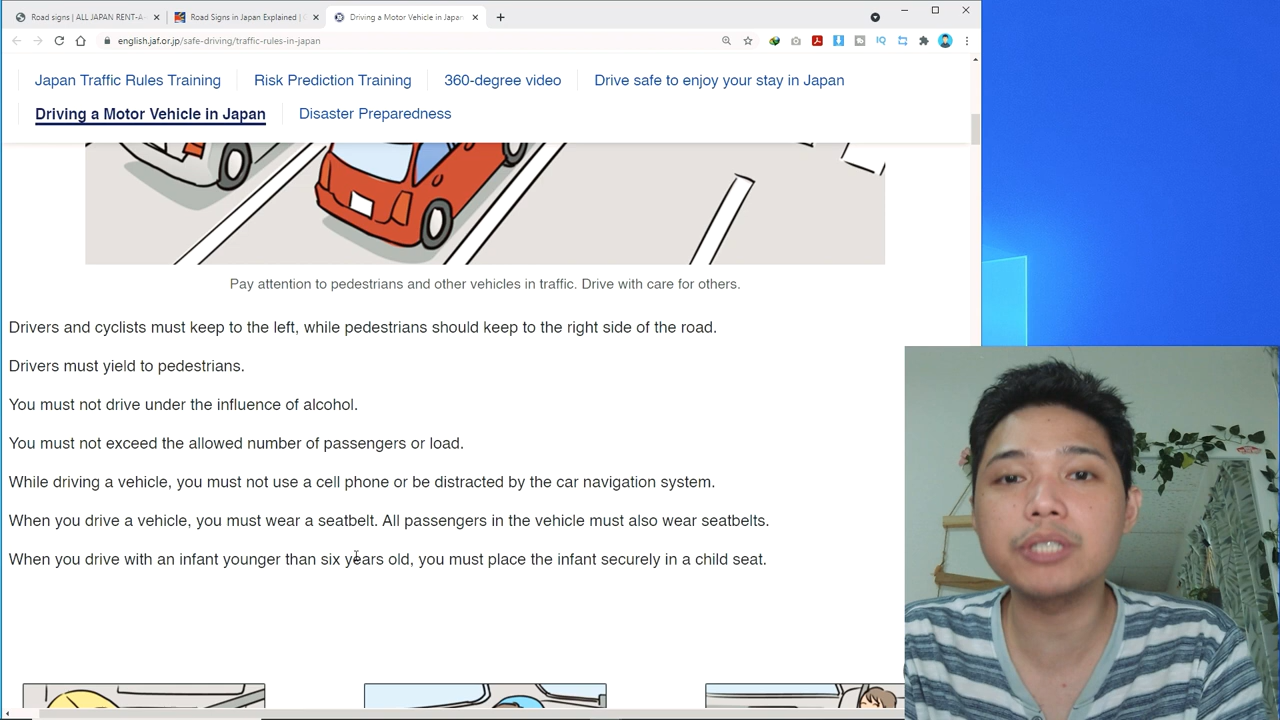 Road signs | ALL JAPAN RENT-A-
Road Signs in Japan Explained |
Driving a Motor Vehicle in Japan
english.jaf.or.jp/safe-driving/traffic-rules-in-japan
Japan Traffic Rules Training
Risk Prediction Training
360-degree video
Drive safe to enjoy your stay in Japan
Driving a Motor Vehicle in Japan
Disaster Preparedness
Pay attention to pedestrians and other vehicles in traffic. Drive with care for others.
Drivers and cyclists must keep to the left, while pedestrians should keep to the right side of the road.
Drivers must yield to pedestrians.
You must not drive under the influence of alcohol.
You must not exceed the allowed number of passengers or load.
While driving a vehicle, you must not use a cell phone or be distracted by the car navigation system.
When you drive a vehicle, you must wear a seatbelt. All passengers in the vehicle must also wear seatbelts.
When you drive with an infant younger than six years old, you must place the infant securely in a child seat.